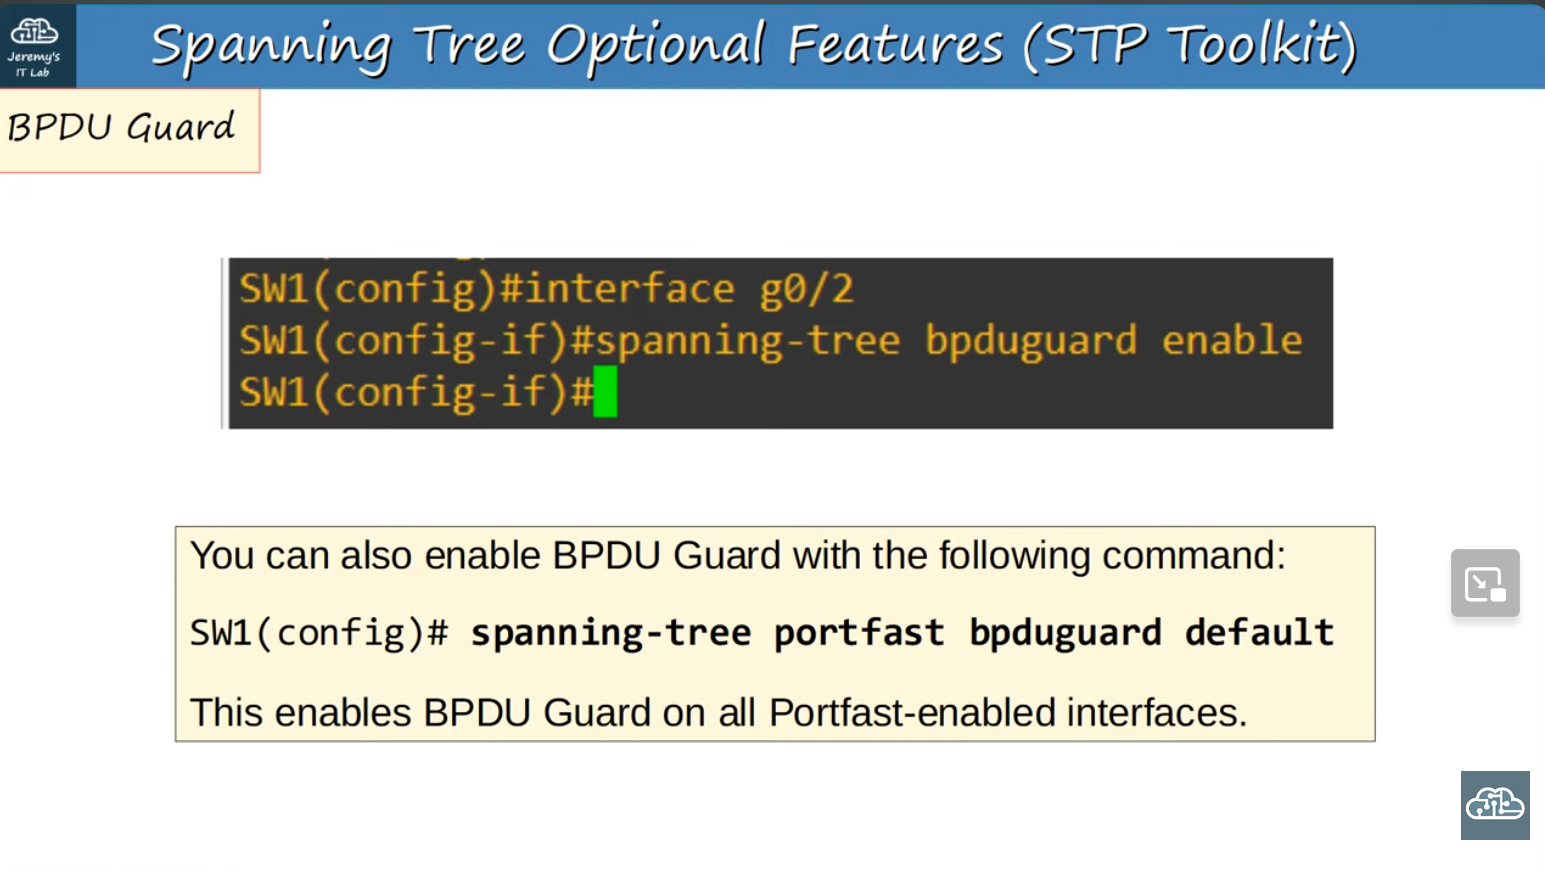 Jeremy's
IT Lab
Spanning Tree Optional Features (STP Toolkit)
BPDU Guard
SW1(config)#interface g0/2
SW1(config-if)#spanning-tree bpduguard enable
SW1(config-if)#
You can also enable BPDU Guard with the following command:
SW1(config)# spanning-tree portfast bpduguard default
This enables BPDU Guard on all Portfast-enabled interfaces.